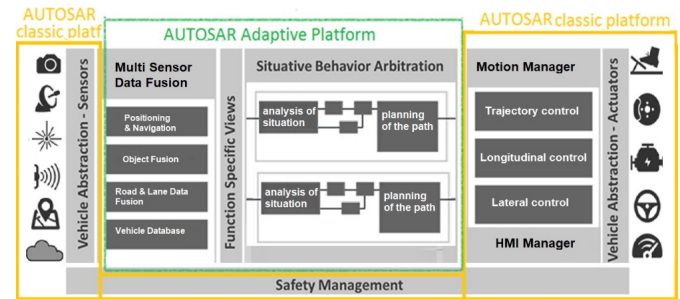 AUTOSAR
classic_platf
AUTOSAR Adaptive Platform
AUTOSAR classic platform
Vehicle Abstraction - Sensors
Multi Sensor
Data Fusion
Positioning
& Navigation
Object Fusion
Road & Lane Data
Fusion
Vehicle Database
Function Specific Views
Situative Behavior Arbitration
analysis of
situation
planning
of the path
analysis of
situation
planning
of the path
Motion Manager
Trajectory control
Longitudinal control
Lateral control
HMI Manager
Vehicle Abstraction - Actuators
Safety Management